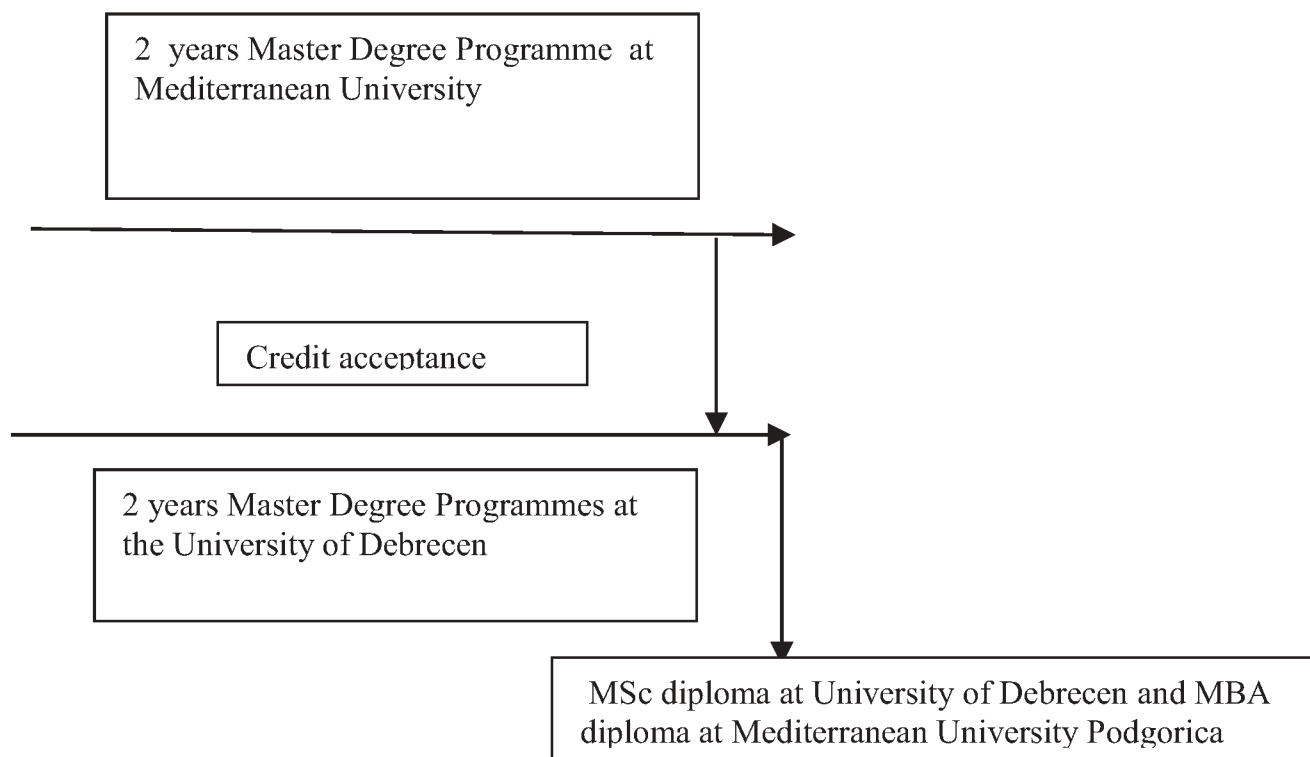 2 years Master Degree Programme at
Mediterranean University
Credit acceptance
2 years Master Degree Programmes at
the University of Debrecen
MSc diploma at University of Debrecen and MBA
diploma at Mediterranean University Podgorica